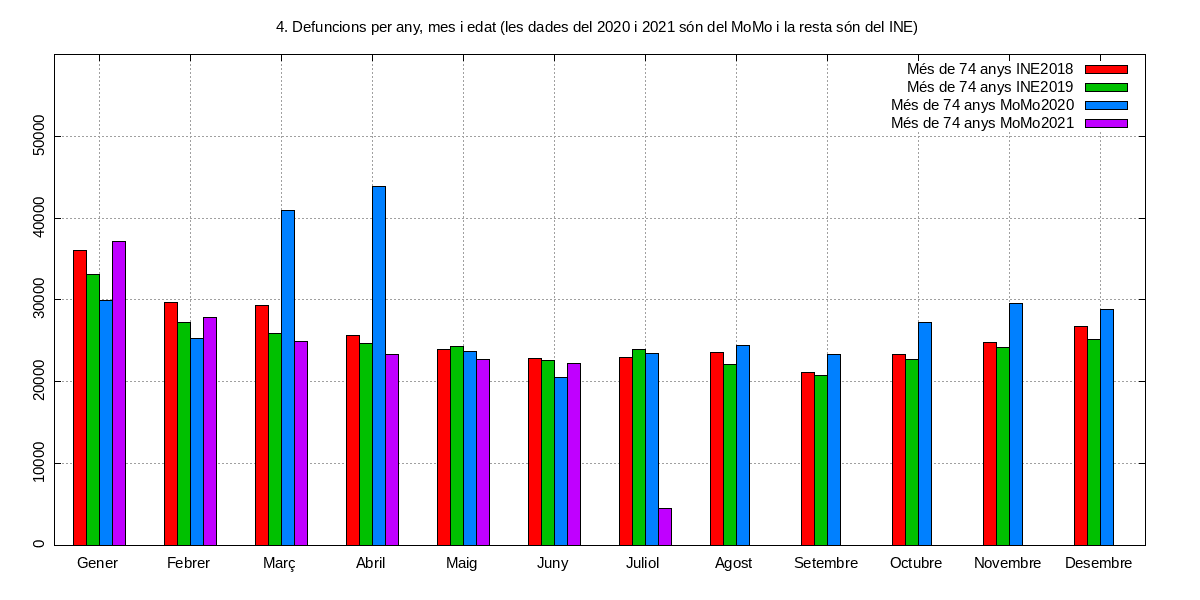 4. Defuncions per any, mes i edat (les dades del 2020 i 2021 són del MoMo i la resta són del INE)
Més de 74 anys INE2018
Més de 74 anys INE2019
Més de 74 anys MoMo2020
Més de 74 anys MoMo2021
50000
40000
30000
20000
10000
0
Gener Febrer Març Abril Maig Juny Juliol Agost Setembre Octubre Novembre Desembre